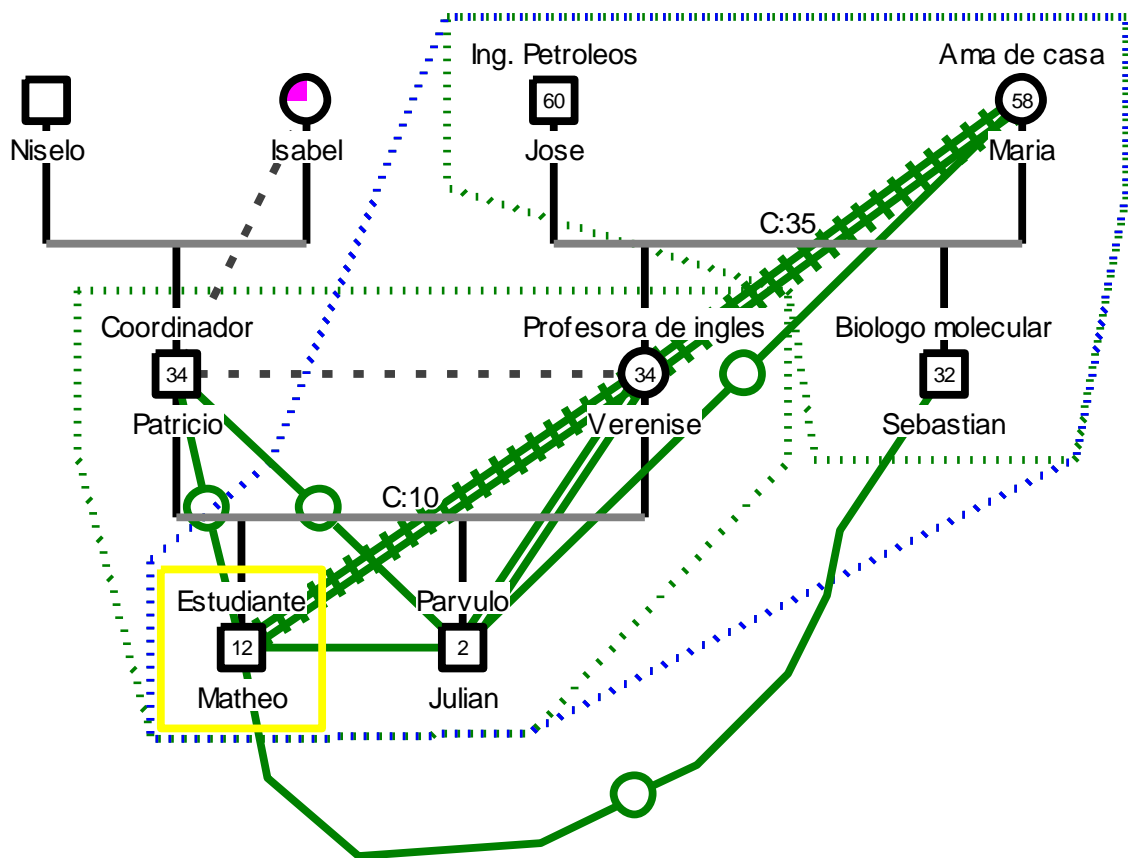 Ing. Petroleos
Ama de casa
60
58
Niselo
Isabel
Jose
Maria
C:35
Coordinador
Profesora de ingles
Biologo molecular
34
34
32
Patricio
Verenise
Sebastian
C:10
Estudiante
Parvulo
12
2
Matheo
Julian